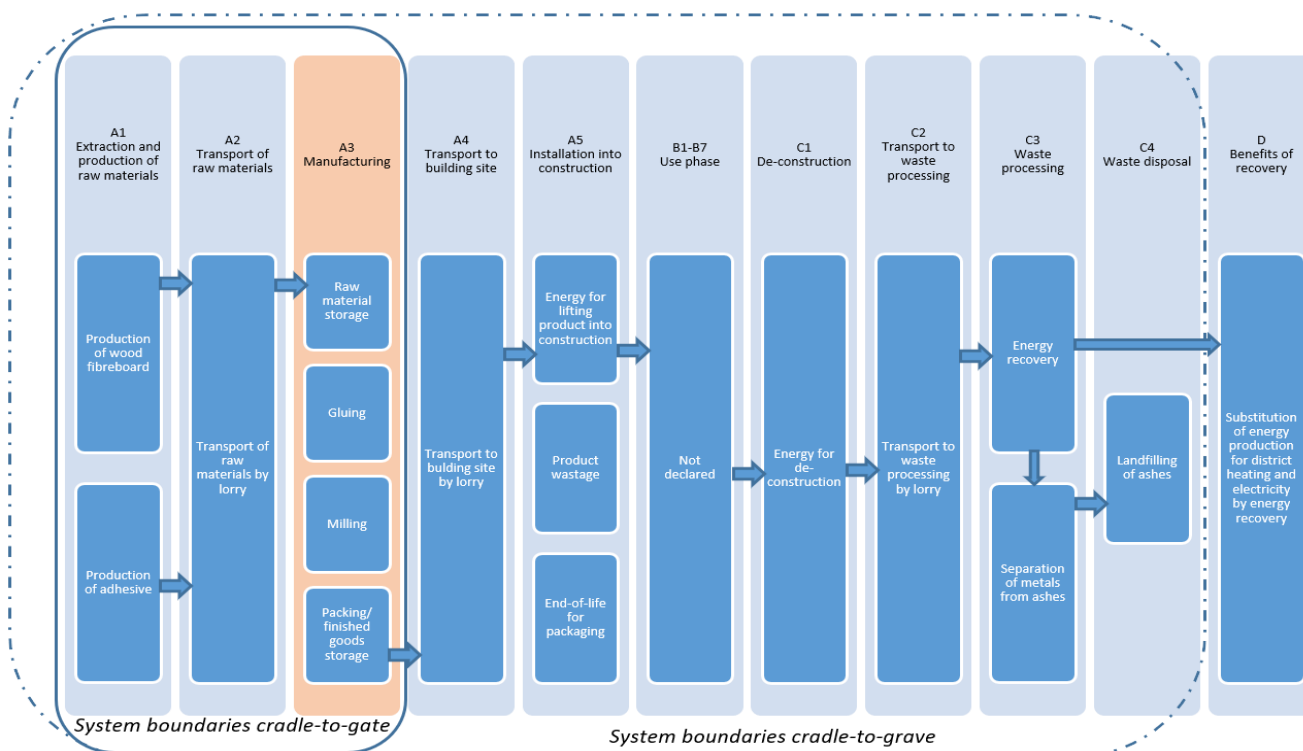 A1
Extraction and
production of
raw materials
A2
Transport of
raw materials
A3
Manufacturing
A4
Transport to
building site
A5
Installation into
construction
B1-B7
Use phase
C1
De-construction
C2
Transport to
waste
processing
C3
Waste
processing
C4
Waste disposal
D
Benefits of
recovery
Production
of wood
fibreboard
Production
of adhesive
Transport of
raw
materials by
lorry
Raw
material
storage
Gluing
Milling
Packing/
finished
goods
storage
Transport to
bulding site
by lorry
Energy for
lifting
product into
construction
Product
wastage
End-of-life
for
packaging
Not
declared
Energy for
de-
construction
Transport to
waste
processing
by lorry
Energy
recovery
Separation
of metals
from ashes
Landfilling
of ashes
Substitution
of energy
production
for district
heating and
electricity
by energy
recovery
System boundaries cradle-to-gate
System boundaries cradle-to-grave